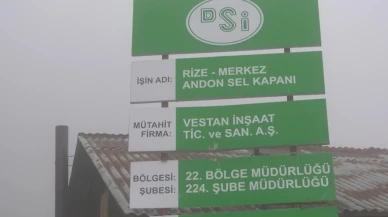 DSİ
İŞİN ADI: RİZE - MERKEZ
ANDON SEL KAPANI
MÜTAHİT FİRMA: VESTAN İNŞAAT
TİC. ve SAN. A.Ş.
BÖLGESİ: 22. BÖLGE MÜDÜRLÜĞÜ
ŞUBESİ: 224. ŞUBE MÜDÜRLÜĞÜ